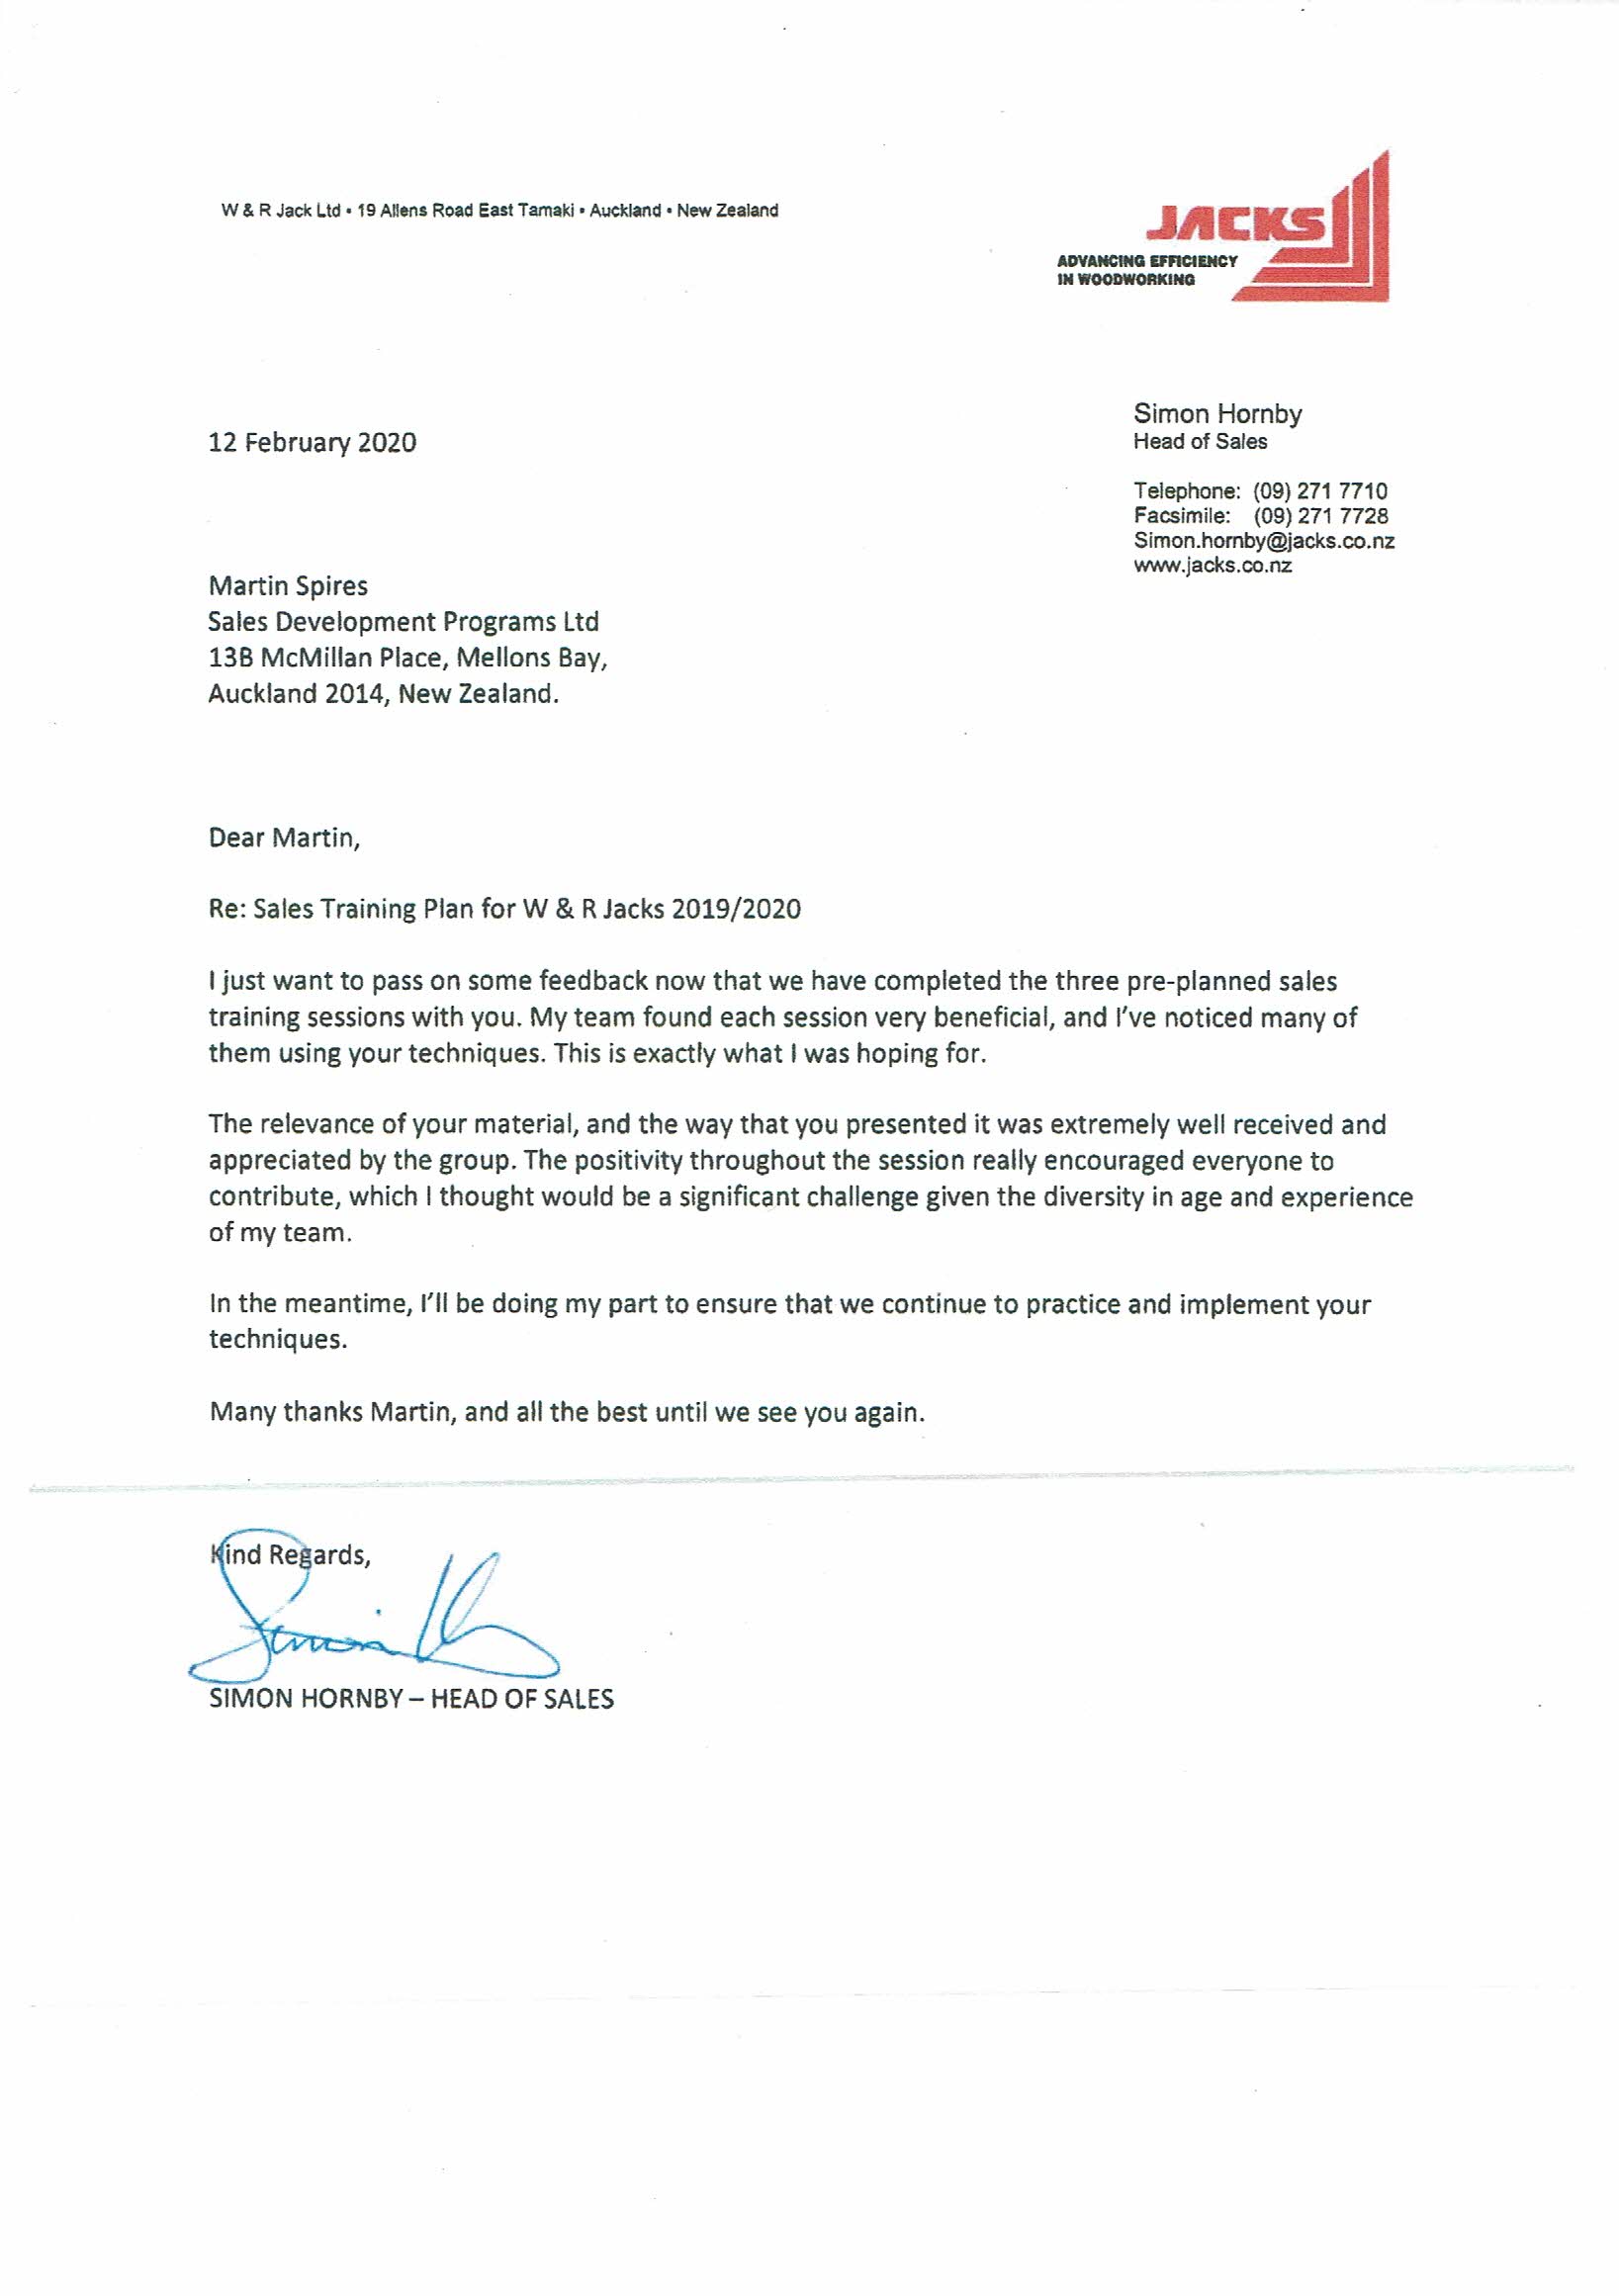 W & R Jack Ltd • 19 Allens Road East Tamaki • Auckland • New Zealand
JACKS
ADVANCING EFFICIENCY
IN WOODWORKING
Simon Hornby
Head of Sales
12 February 2020
Telephone: (09) 271 7710
Facsimile: (09) 271 7728
Simon.hornby@jacks.co.nz
www.jacks.co.nz
Martin Spires
Sales Development Programs Ltd
13B McMillan Place, Mellons Bay,
Auckland 2014, New Zealand.
Dear Martin,
Re: Sales Training Plan for W & R Jacks 2019/2020
I just want to pass on some feedback now that we have completed the three pre-planned sales
training sessions with you. My team found each session very beneficial, and I've noticed many of
them using your techniques. This is exactly what I was hoping for.
The relevance of your material, and the way that you presented it was extremely well received and
appreciated by the group. The positivity throughout the session really encouraged everyone to
contribute, which I thought would be a significant challenge given the diversity in age and experience
of my team.
In the meantime, I'll be doing my part to ensure that we continue to practice and implement your
techniques.
Many thanks Martin, and all the best until we see you again.
Kind Regards,
Simon H
SIMON HORNBY – HEAD OF SALES